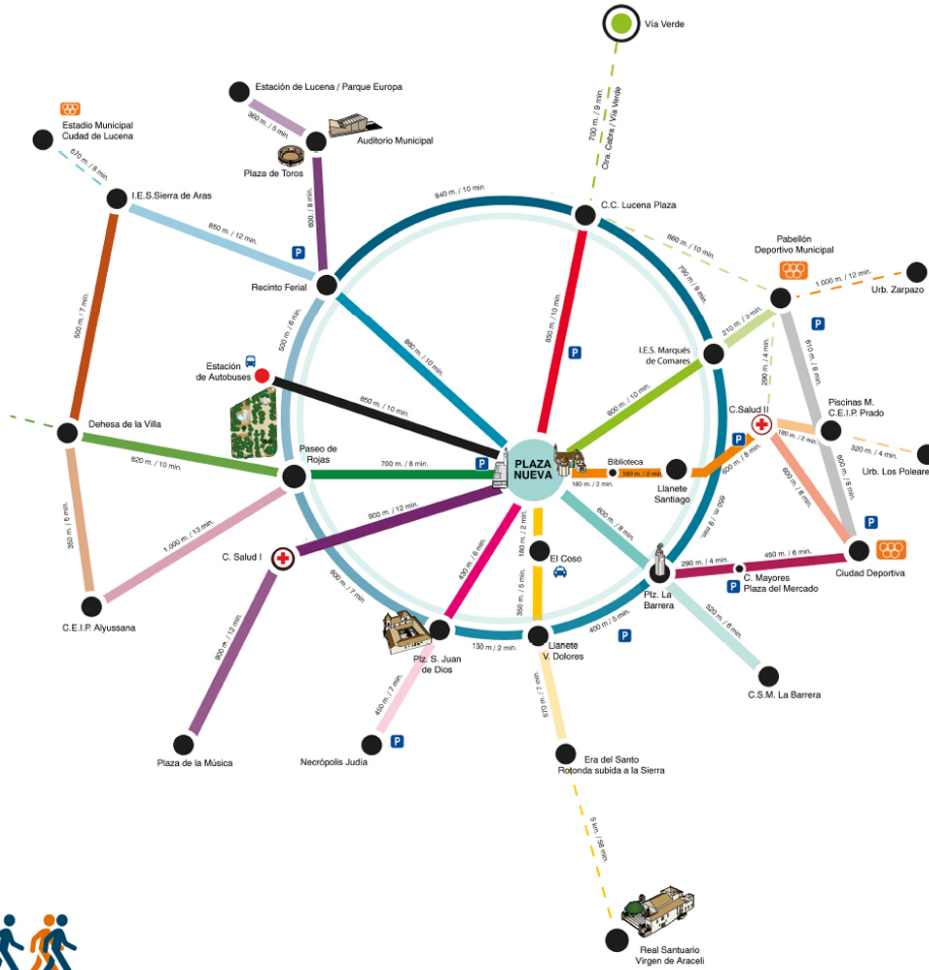 Vía Verde
700 m. / 9 min.
Ctra. Cabra / Vía Verde
Estación de Lucena / Parque Europa
360 m. / 5 min.
Auditorio Municipal
Plaza de Toros
600. / 8 min.
Estadio Municipal
Cudad de Lucena
670 m. / 8 min.
I.E.S.Sierra de Aras
850 m. / 12 min.
P
Recinto Ferial
840 m. / 10 min
C.C. Lucena Plaza
860 m. / 10 min.
790 m./ 9 min.
Pabellón
Deportivo Municipal
1.000 m. / 12 min.
Urb. Zarpazo
210 m./ 3 min.
P
I.E.S. Marqués
de Comares
290 m. / 4 min.
610 m./ 8 min.
500 m. / 7 min.
500 m. / 6 min.
880 m. / 10 min.
850 m./ 10 min.
P
Estación
de Autobuses
850 m. / 10 min.
800 m. / 10 min.
C.Salud II
P
Piscinas M.
C.E.I.P. Prado
180 m. / 2 min.
320 m. / 4 min.
Urb. Los Poleare
Dehesa de la Villa
820 m. / 10 min.
Paseo de
Rojas
700 m. / 8 min.
P
PLAZA
NUEVA
Biblioteca
180 m. / 2 min.
160 m. / 2 min.
Llanete
Santiago
500 m./ 6 min.
600 m./ 8 min.
600 m. / 8 min.
650 m./ 9 min.
900 m. / 12 min.
350 m. / 5 min.
1.000 m. / 13 min.
C. Salud I
600 m./ 7 min
430 m. / 6 min.
180 m. / 2 min.
El Coso
350 m. / 5 min.
600 m./ 8 min.
P
Ciudad Deportiva
290 m. / 4 min.
450 m. / 6 min.
C. Mayores
Plaza del Mercado
P
Plz. La
Barrera
C.E.I.P. Alyussana
900 m. / 12 min.
Plz. S. Juan
de Dios
130 m / 2 min.
Llanete
V. Dolores
400 m / 5 min.
P
520 m. / 6 min.
C.S.M. La Barrera
450 m. / 7 min.
570 m. / 7 min.
Plaza de la Música
Necrópolis Judía
P
Era del Santo
Rotonda subida a la Sierra
5 km. / 58 min.
Real Santuario
Virgen de Araceli